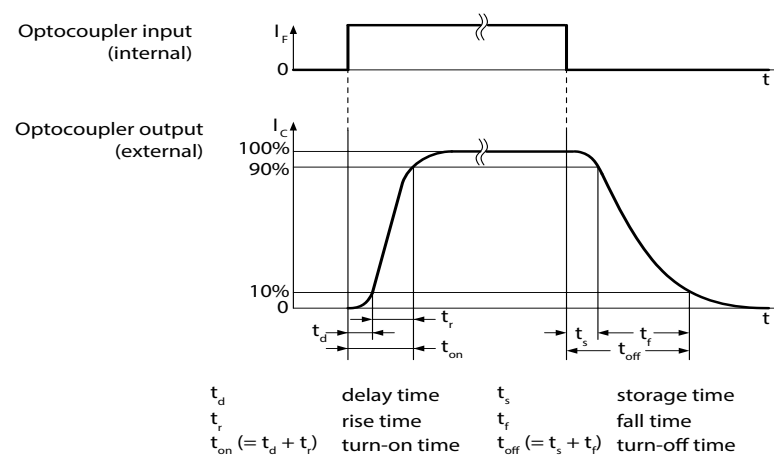 Optocoupler input
(internal)
I_F
0
t
Optocoupler output
(external)
I_C
100%
90%
10%
0
t
t_d
t_r
t_on
t_s
t_f
t_off
t_d delay time t_s storage time
t_r rise time t_f fall time
t_on (= t_d + t_r) turn-on time t_off (= t_s + t_f) turn-off time